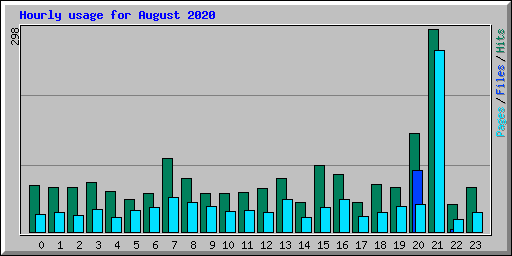 Hourly usage for August 2020
298
Pages/Files/Hits
0 1 2 3 4 5 6 7 8 9 10 11 12 13 14 15 16 17 18 19 20 21 22 23